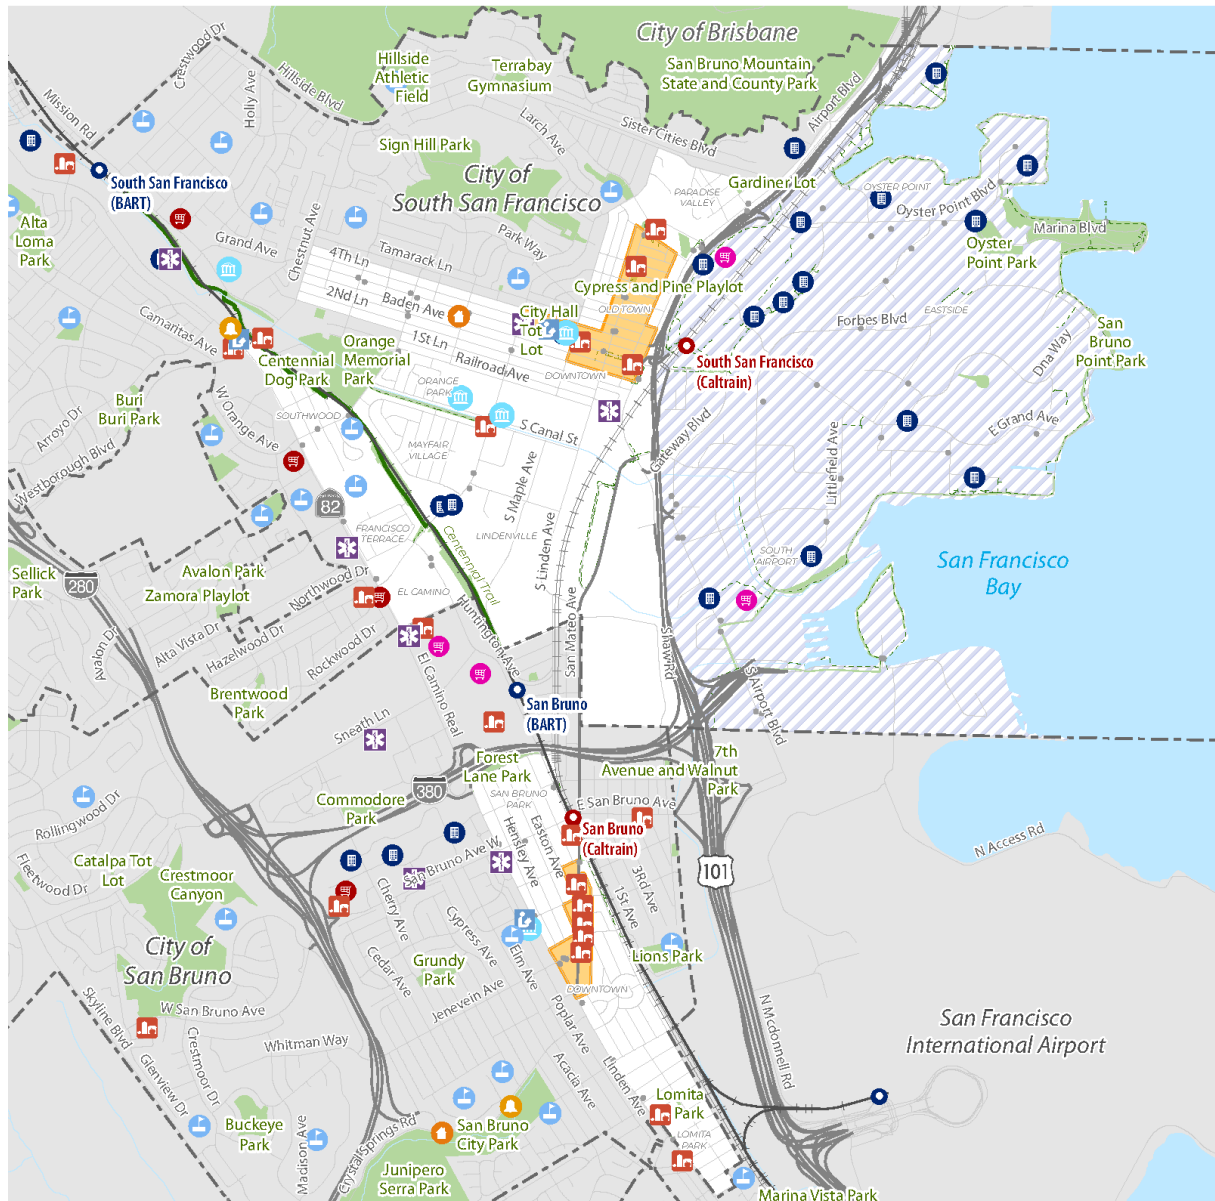 City of Brisbane
Crestwood Dr
Hillside
Athletic
Field
Terrabay
Gymnasium
San Bruno Mountain
State and County Park
Airport Blvd
Holly Ave
Hillside Blvd
Mission Rd
Larch Ave
Sister Cities Blvd
Sign Hill Park
City of
South San Francisco
South San Francisco
(BART)
PARADISE
VALLEY
Gardiner Lot
OYSTER POINT
Oyster Point Blvd
Marina Blvd
Alta
Loma
Park
Grand Ave
Chestnut Ave
Park Way
Tamarack Ln
4Th Ln
2Nd Ln
Baden Ave
1St Ln
Railroad Ave
Oyster
Point Park
Cypress and Pine Playlot
OLD TOWN
City Hall
Tot
Lot
EASTSIDE
Forbes Blvd
Dna Way
San
Bruno
Point Park
Camaritas Ave
Centennial
Dog Park
Orange
Memorial
Park
DOWNTOWN
South San Francisco
(Caltrain)
ORANGE
PARK
Buri
Buri Park
W Orange Ave
SOUTHWOOD
Arroyo Dr
Westborough Blvd
MAYFAIR
VILLAGE
S Canal St
S Maple Ave
Gateway Blvd
Littlefield Ave
E Grand Ave
82
FRANCISCO
TERRACE
LINDENVILLE
S Linden Ave
Centennial Trail
SOUTH
AIRPORT
San Francisco
Bay
Sellick
Park
280
Avalon Park
Zamora Playlot
Northwood Dr
EL CAMINO
Huntington Ave
San Mateo Ave
Shaw Rd
Avalon Dr
Alta Vista Dr
Hazelwood Dr
Rockwood Dr
El Camino Real
Brentwood
Park
Sneath Ln
San Bruno
(BART)
S Airport Blvd
Forest
Lane Park
7th
Avenue and Walnut
Park
380
Commodore
Park
SAN BRUNO
PARK
E San Bruno Ave
San Bruno
(Caltrain)
Rollingwood Dr
Fleetwood Dr
Catalpa Tot
Lot
Crestmoor
Canyon
San Bruno Ave W
Hensley Ave
Easton Ave
N Access Rd
101
3Rd Ave
1St Ave
Cherry Ave
Cypress Ave
Cedar Ave
Elm Ave
City of
San Bruno
Grundy
Park
Lions Park
Jenevein Ave
DOWNTOWN
Poplar Ave
W San Bruno Ave
Whitman Way
Skyline Blvd
Glenview Dr
Crestmoor Dr
N Mcdonnell Rd
San Francisco
International Airport
Acacia Ave
Linden Ave
Buckeye
Park
Madison Ave
Crystal Springs Rd
San Bruno
City Park
Lomita
Park
LOMITA
PARK
Junipero
Serra Park
Marina Vista Park